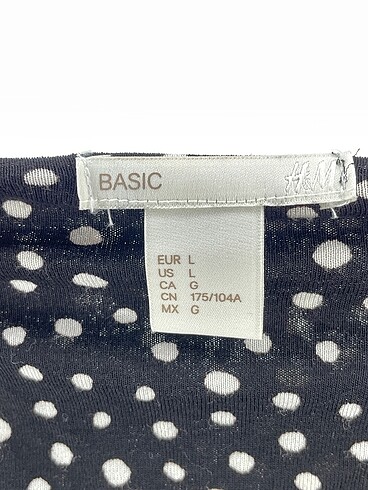 BASIC
H&M
EUR L
US L
CA G
CN 175/104A
MX G